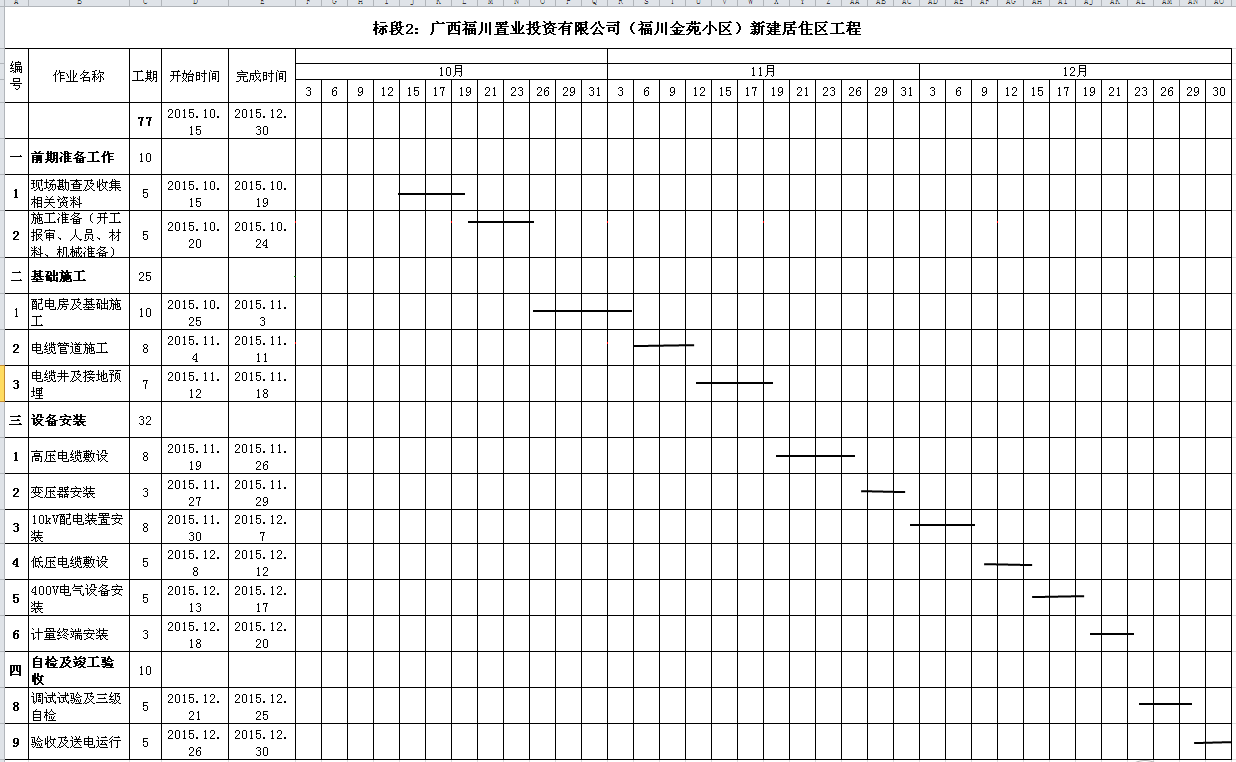 A B C D E F G H I J K L M N O P Q R S T U V W X Y Z AA AB AC AD AE AF AG AH AI AJ AK AL AM AN AO
标段2：广西福川置业投资有限公司（福川金苑小区）新建居住区工程
编号 作业名称 工期 开始时间 完成时间 10月 11月 12月
3 6 9 12 15 17 19 21 23 26 29 31 3 6 9 12 15 17 19 21 23 26 29 31 3 6 9 12 15 17 19 21 23 26 29 30
77 2015.10.15 2015.12.30
一 前期准备工作 10
1 现场勘查及收集相关资料 5 2015.10.15 2015.10.19
2 施工准备（开工报审、人员、材料、机械准备） 5 2015.10.20 2015.10.24
二 基础施工 25
1 配电房及基础施工 10 2015.10.25 2015.11.3
2 电缆管道施工 8 2015.11.4 2015.11.11
3 电缆井及接地预埋 7 2015.11.12 2015.11.18
三 设备安装 32
1 高压电缆敷设 8 2015.11.19 2015.11.26
2 变压器安装 3 2015.11.27 2015.11.29
3 10kV配电装置安装 8 2015.11.30 2015.12.7
4 低压电缆敷设 5 2015.12.8 2015.12.12
5 400V电气设备安装 5 2015.12.13 2015.12.17
6 计量终端安装 3 2015.12.18 2015.12.20
四 自检及竣工验收 10
8 调试试验及三级自检 5 2015.12.21 2015.12.25
9 验收及送电运行 5 2015.12.26 2015.12.30